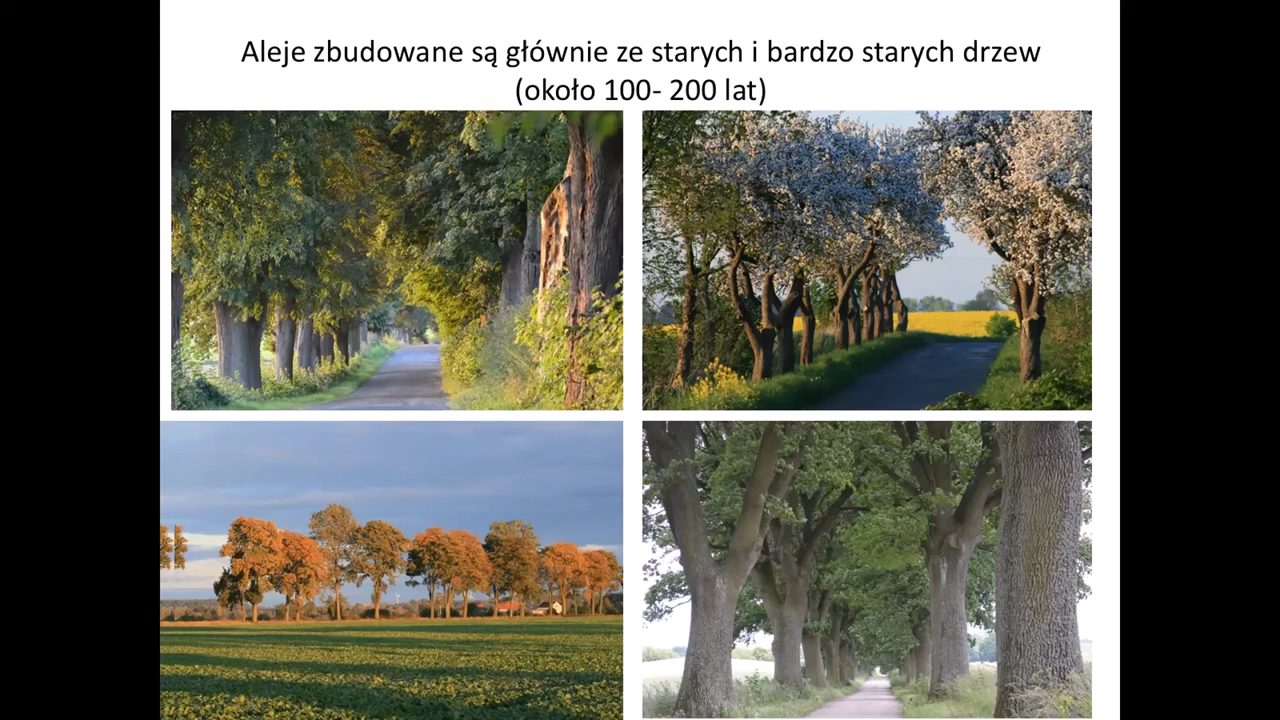 Aleje zbudowane są głównie ze starych i bardzo starych drzew
(około 100- 200 lat)